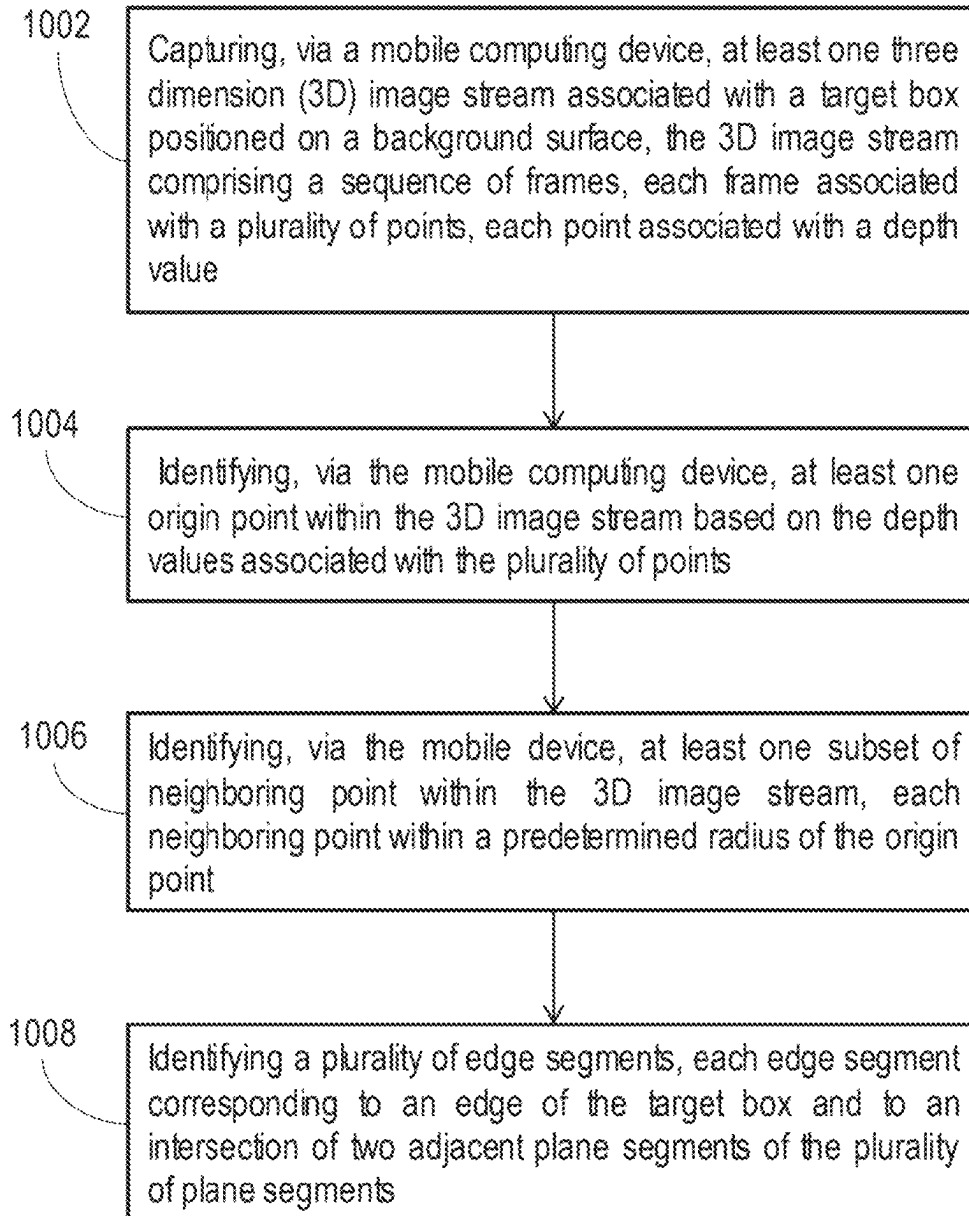 1002
Capturing, via a mobile computing device, at least one three
dimension (3D) image stream associated with a target box
positioned on a background surface, the 3D image stream
comprising a sequence of frames, each frame associated
with a plurality of points, each point associated with a depth
value
1004
Identifying, via the mobile computing device, at least one
origin point within the 3D image stream based on the depth
values associated with the plurality of points
1006
Identifying, via the mobile device, at least one subset of
neighboring point within the 3D image stream, each
neighboring point within a predetermined radius of the origin
point
1008
Identifying a plurality of edge segments, each edge segment
corresponding to an edge of the target box and to an
intersection of two adjacent plane segments of the plurality
of plane segments